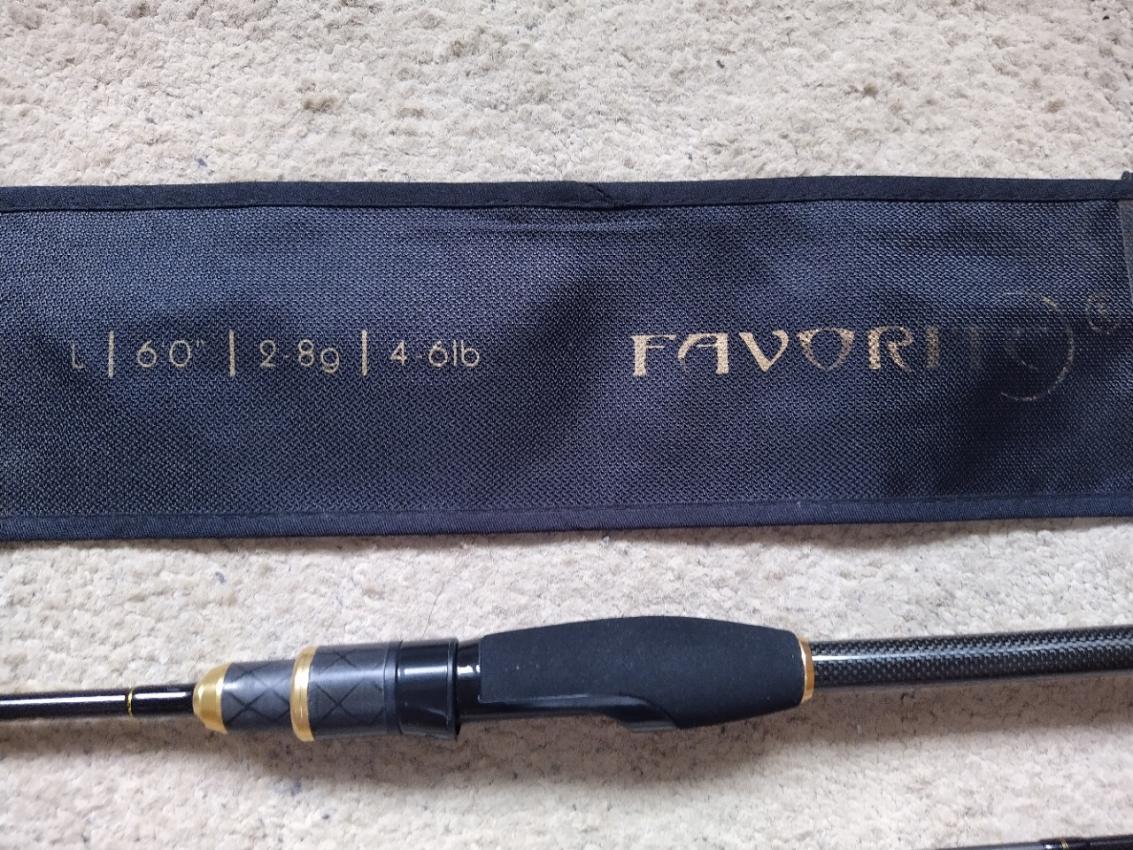 L | 6'0" | 2-8g | 4-6lb
FAVORITE®